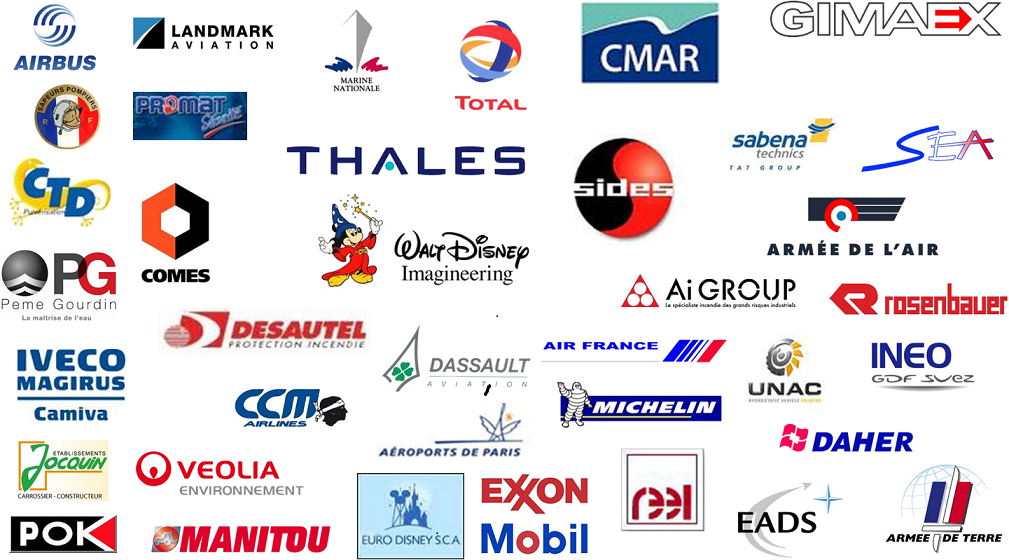 AIRBUS
LANDMARK
AVIATION
MARINE
NATIONALE
TOTAL
CMAR
GIMAEX
SAPEURS POMPIERS
R F
PROMAT
Sécurité
THALES
sides
sabena
technics
TAT GROUP
SEA
CTD
Pulvérisation
COMES
WALT DISNEY
Imagineering
ARMÉE DE L'AIR
PG
Peme Gourdin
La maîtrise de l'eau
Ai GROUP
Le spécialiste incendie des grands risques industriels
rosenbauer
DESAUTEL
PROTECTION INCENDIE
IVECO
MAGIRUS
Camiva
DASSAULT
AVIATION
AIR FRANCE
UNAC
INEO
GDF SUEZ
CCM
AIRLINES
MICHELIN
AÉROPORTS DE PARIS
DAHER
ETABLISSEMENTS
JOCQUIN
CARROSSIER - CONSTRUCTEUR
VEOLIA
ENVIRONNEMENT
EURO DISNEY S.C.A.
EXXON
Mobil
reel
EADS
ARMEE DE TERRE
POK
MANITOU